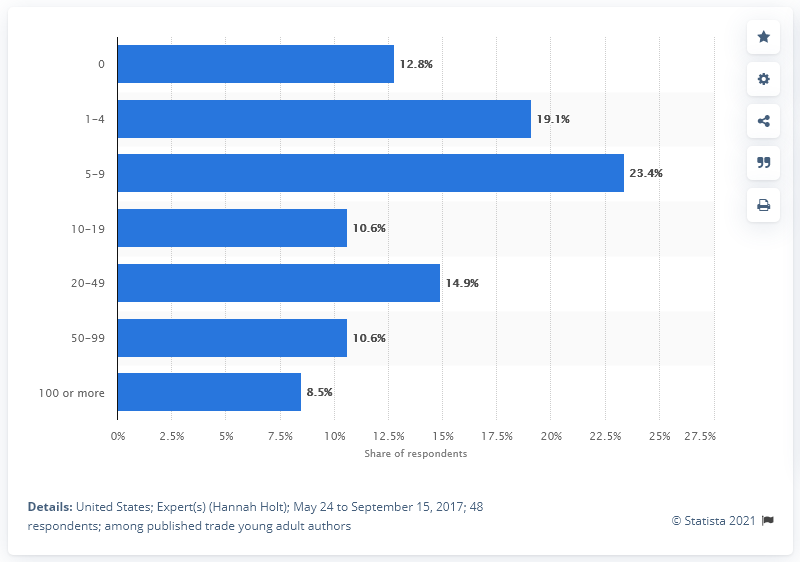 0
12.8%
1–4
19.1%
5–9
23.4%
10–19
10.6%
20–49
14.9%
50–99
10.6%
100 or more
8.5%
0% 2.5% 5% 7.5% 10% 12.5% 15% 17.5% 20% 22.5% 25% 27.5%
Share of respondents
Details: United States; Expert(s) (Hannah Holt); May 24 to September 15, 2017; 48
respondents; among published trade young adult authors
© Statista 2021